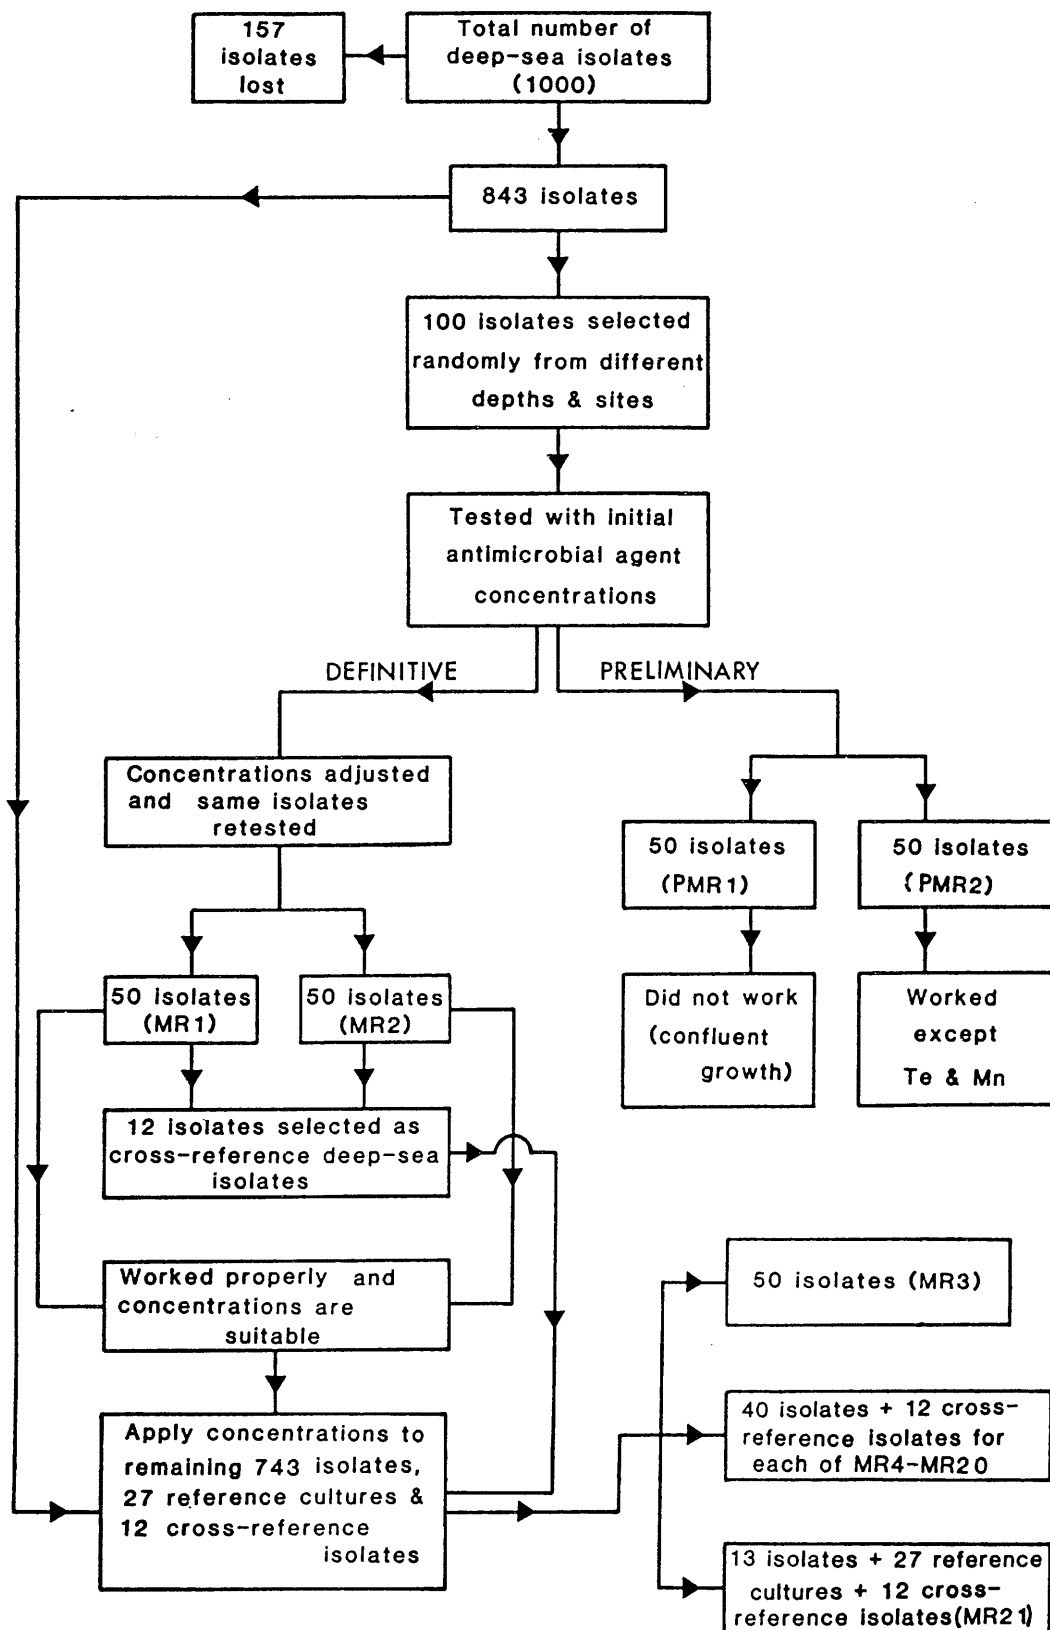 157
isolates
lost
Total number of
deep-sea isolates
(1000)
843 isolates
100 isolates selected
randomly from different
depths & sites
Tested with initial
antimicrobial agent
concentrations
DEFINITIVE
PRELIMINARY
Concentrations adjusted
and same isolates
retested
50 isolates
(PMR1)
50 isolates
(PMR2)
50 isolates
(MR1)
50 isolates
(MR2)
Did not work
(confluent
growth)
Worked
except
Te & Mn
12 isolates selected as
cross-reference deep-sea
isolates
Worked properly and
concentrations are
suitable
50 isolates (MR3)
Apply concentrations to
remaining 743 isolates,
27 reference cultures &
12 cross-reference
isolates
40 isolates + 12 cross-
reference isolates for
each of MR4-MR20
13 isolates + 27 reference
cultures + 12 cross-
reference isolates(MR21)